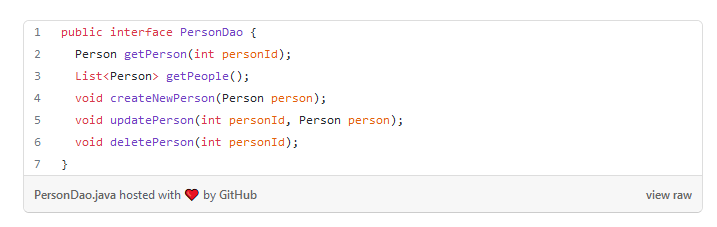 1 public interface PersonDao {
2 Person getPerson(int personId);
3 List<Person> getPeople();
4 void createNewPerson(Person person);
5 void updatePerson(int personId, Person person);
6 void deletePerson(int personId);
7 }
PersonDao.java hosted with ❤ by GitHub view raw